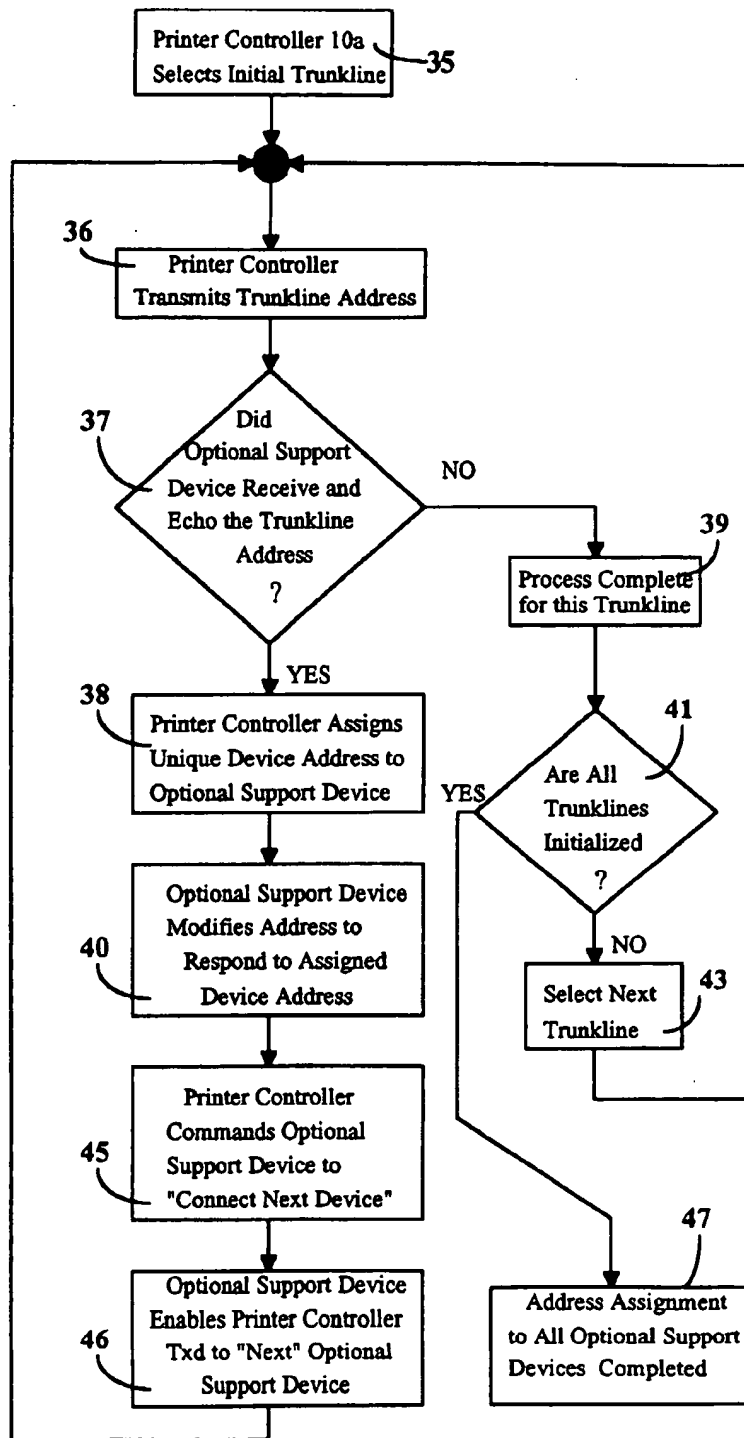 Printer Controller 10a
Selects Initial Trunkline
35
36
Printer Controller
Transmits Trunkline Address
37
Did
Optional Support
Device Receive and
Echo the Trunkline
Address
?
NO
YES
39
Process Complete
for this Trunkline
38
Printer Controller Assigns
Unique Device Address to
Optional Support Device
41
YES
Are All
Trunklines
Initialized
?
NO
40
Optional Support Device
Modifies Address to
Respond to Assigned
Device Address
43
Select Next
Trunkline
45
Printer Controller
Commands Optional
Support Device to
"Connect Next Device"
46
Optional Support Device
Enables Printer Controller
Txd to "Next" Optional
Support Device
47
Address Assignment
to All Optional Support
Devices Completed